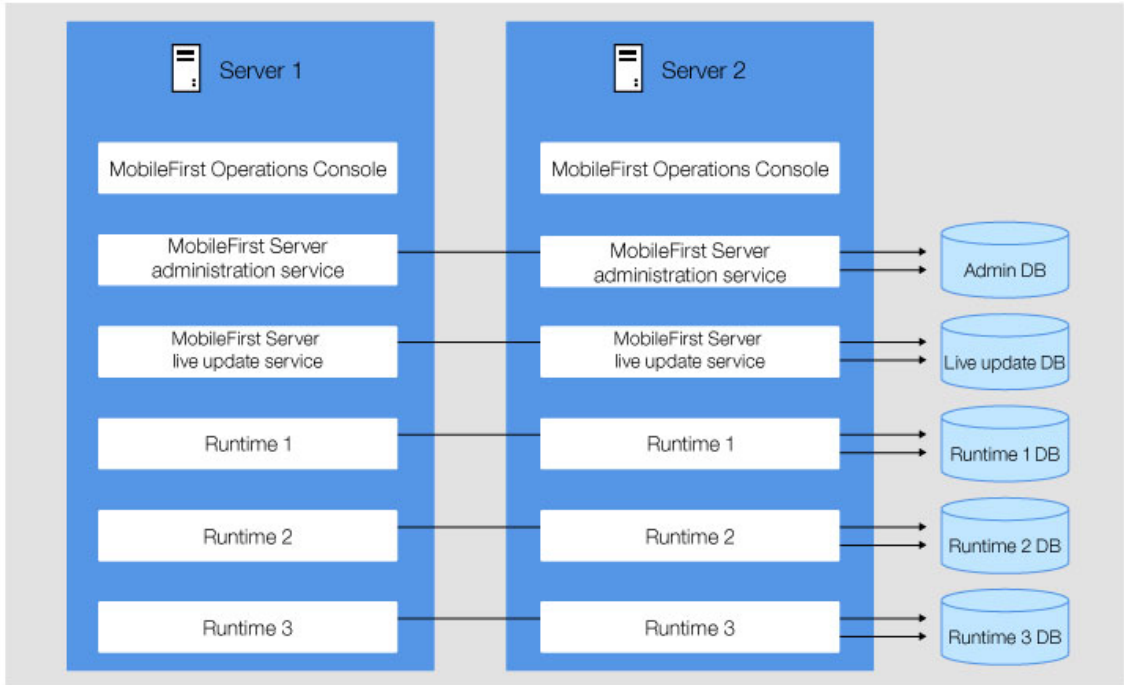 Server 1
Server 2
MobileFirst Operations Console
MobileFirst Operations Console
MobileFirst Server
administration service
MobileFirst Server
administration service
Admin DB
MobileFirst Server
live update service
MobileFirst Server
live update service
Live update DB
Runtime 1
Runtime 1
Runtime 1 DB
Runtime 2
Runtime 2
Runtime 2 DB
Runtime 3
Runtime 3
Runtime 3 DB